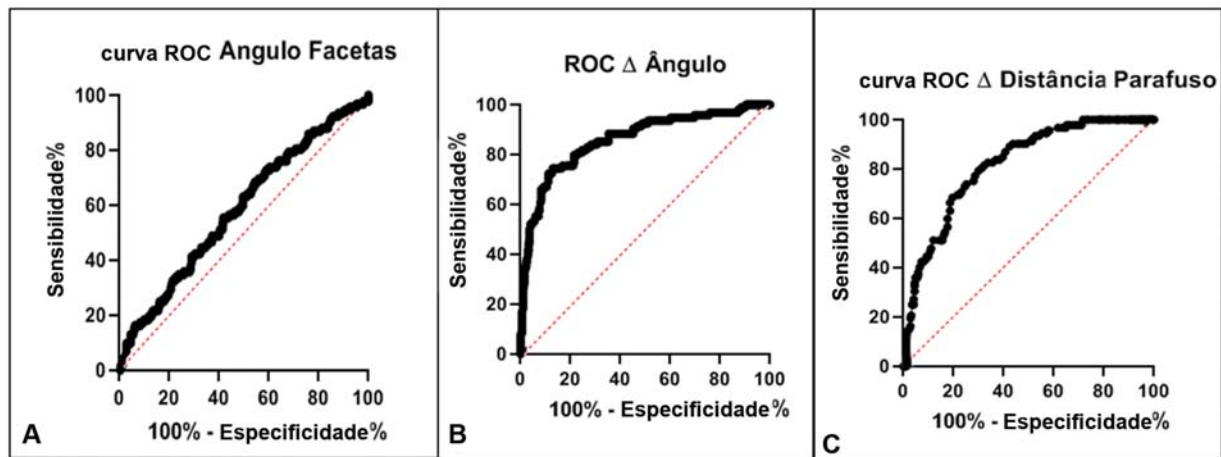 curva ROC Angulo Facetas
Sensibilidade%
100
80
60
40
20
0
0 20 40 60 80 100
100% - Especificidade%
A
ROC Δ Ângulo
Sensibilidade%
100
80
60
40
20
0
0 20 40 60 80 100
100% - Especificidade%
B
curva ROC Δ Distância Parafuso
Sensibilidade%
100
80
60
40
20
0
0 20 40 60 80 100
100% - Especificidade%
C